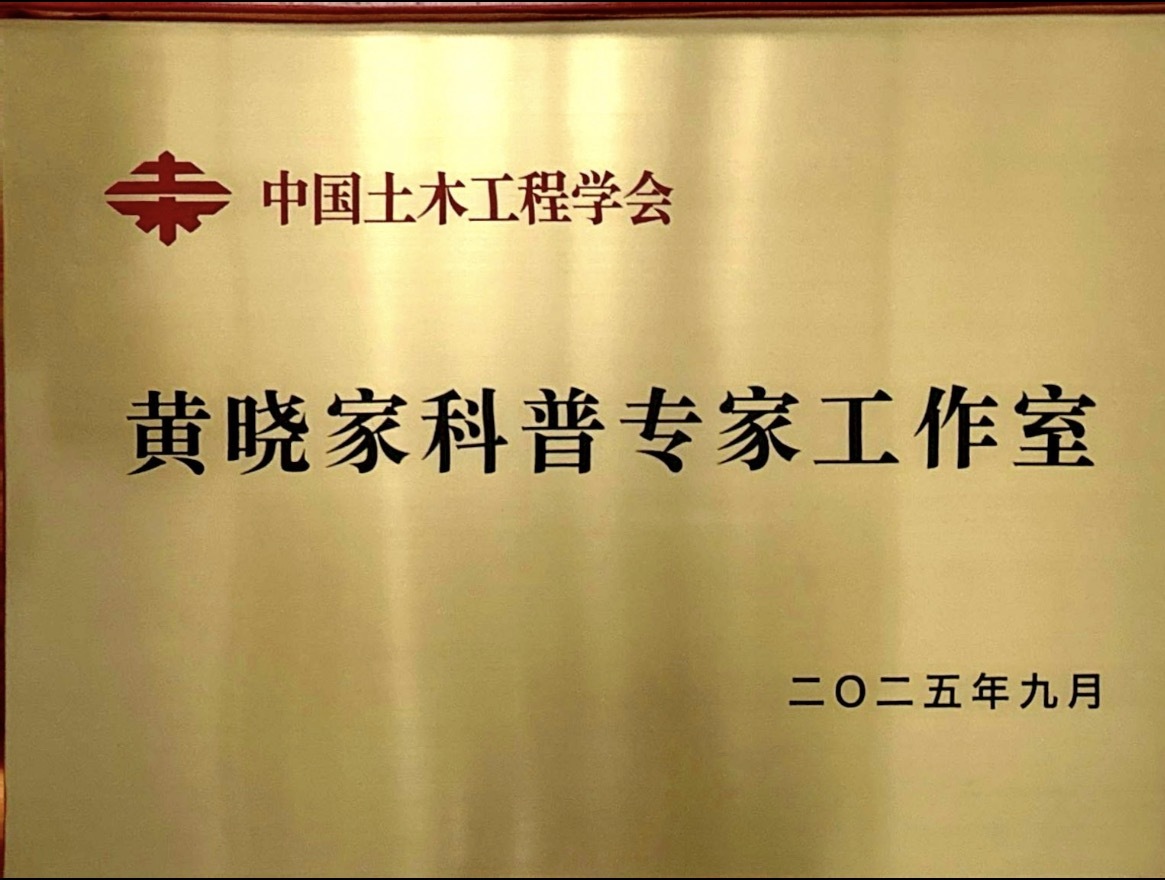 中国土木工程学会
黄晓家科普专家工作室
二〇二五年九月